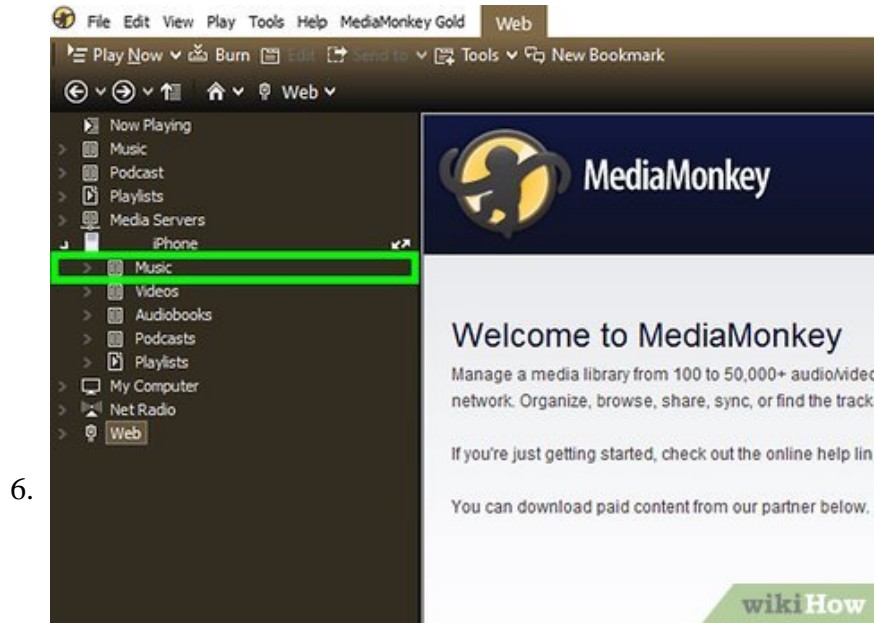 File Edit View Play Tools Help MediaMonkey Gold Web
Play Now Burn Edit Send to Tools New Bookmark
Web
Now Playing
Music
Podcast
Playlists
Media Servers
iPhone
Music
Videos
Audiobooks
Podcasts
Playlists
My Computer
Net Radio
Web
MediaMonkey
Welcome to MediaMonkey
Manage a media library from 100 to 50,000+ audio/video
network. Organize, browse, share, sync, or find the track
If you're just getting started, check out the online help lin
You can download paid content from our partner below.
6.
wikiHow